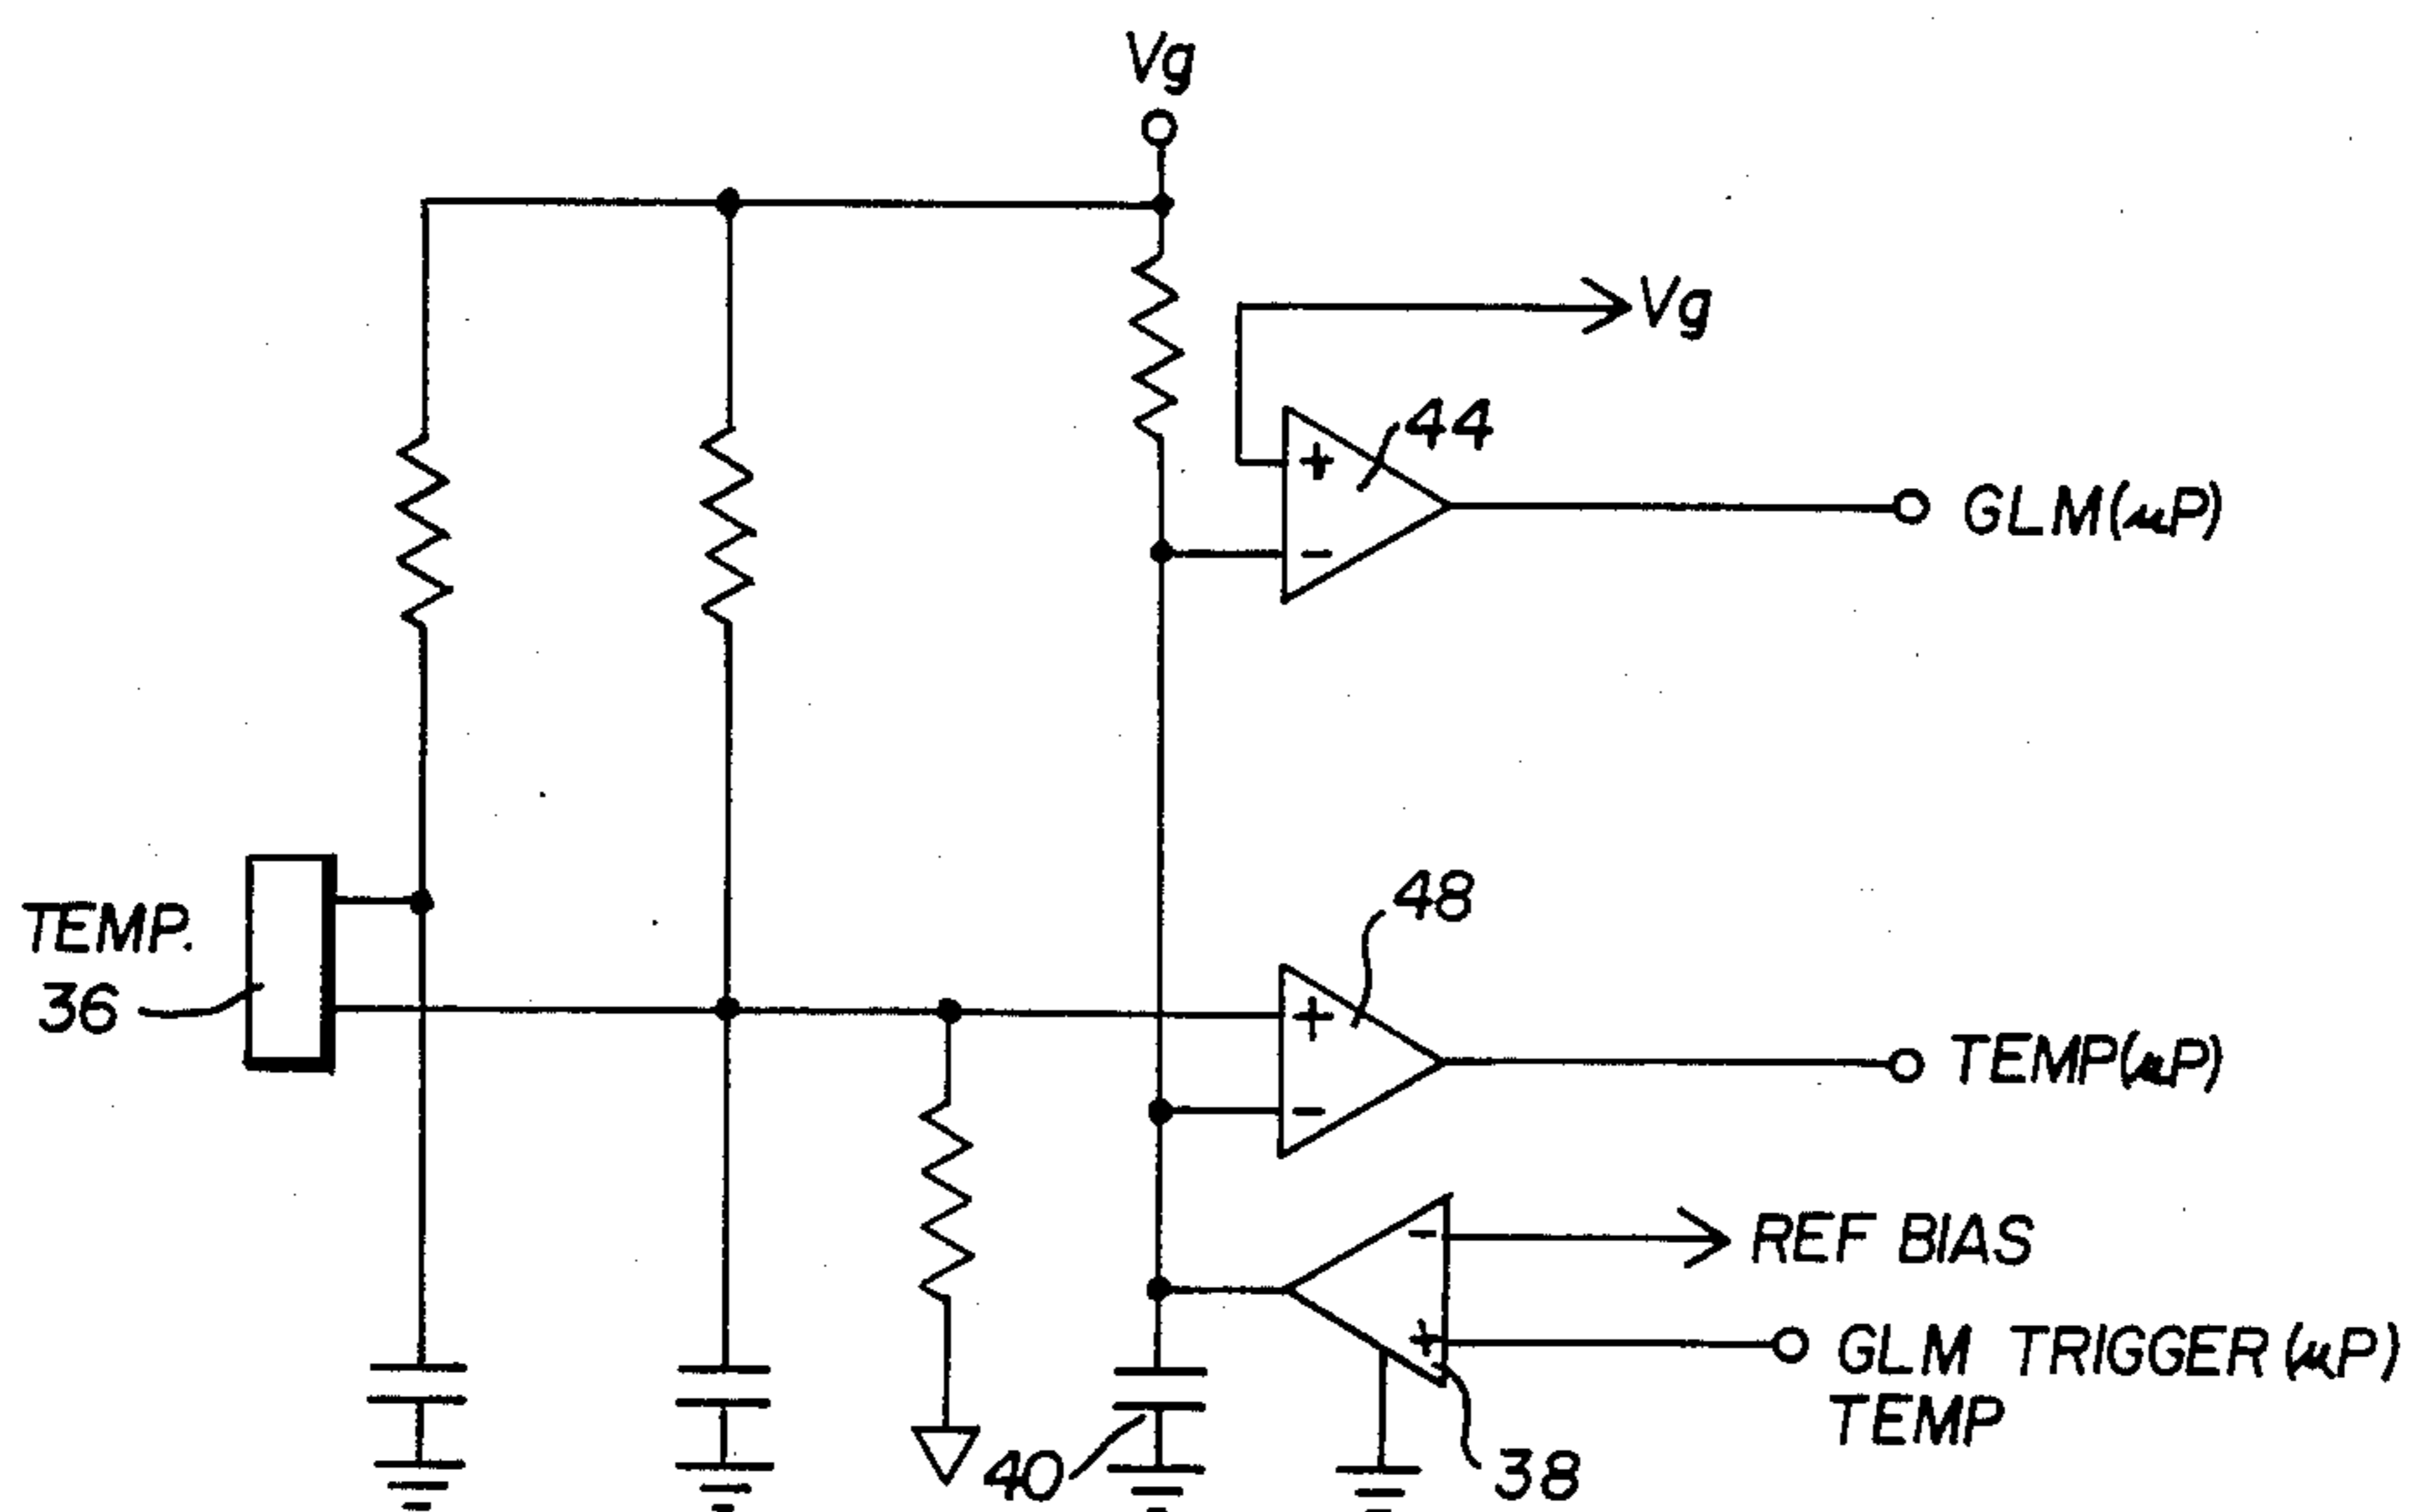 Vg
Vg
44
+
-
GLM(μP)
48
TEMP.
36
+
-
TEMP(μP)
-
REF BIAS
+
GLM TRIGGER(μP)
TEMP
40
38